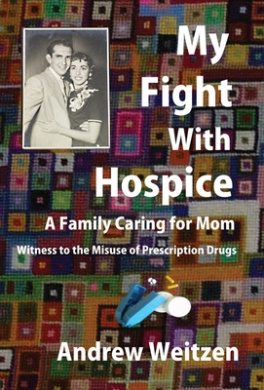 My
Fight
With
Hospice
A Family Caring for Mom
Witness to the Misuse of Prescription Drugs
Andrew Weitzen